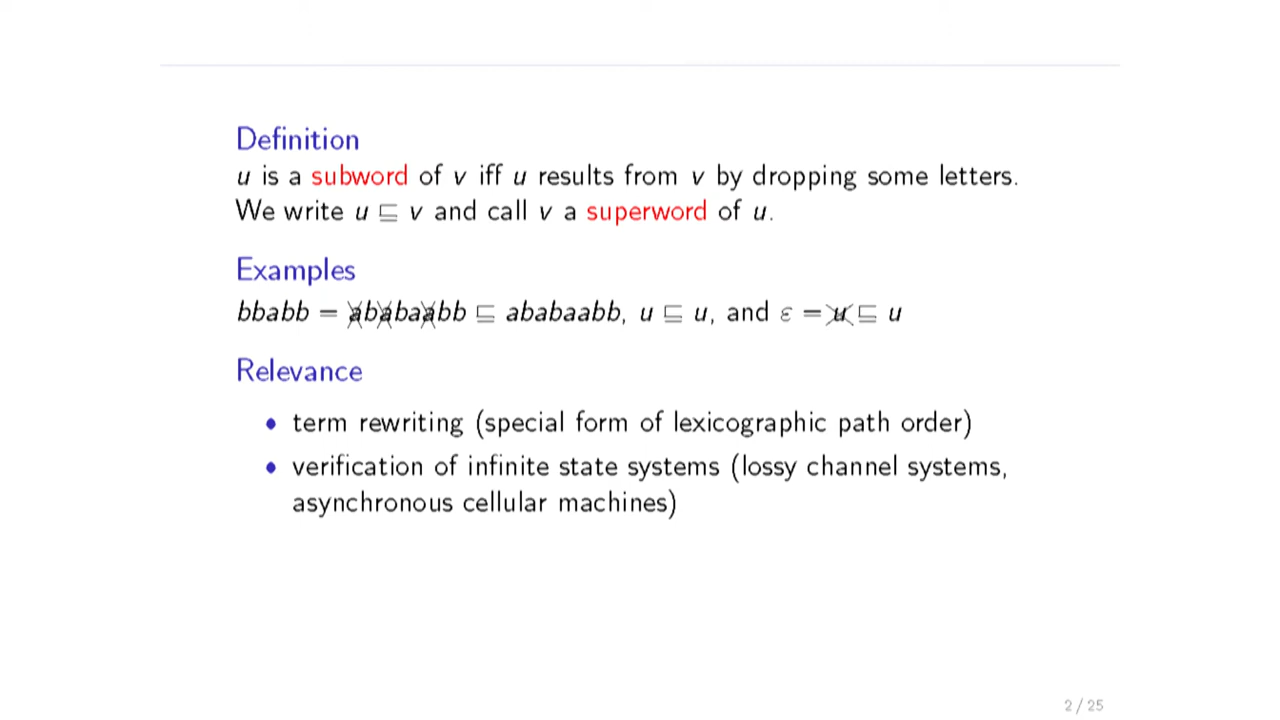 Definition
u is a subword of v iff u results from v by dropping some letters.
We write u ⊑ v and call v a superword of u.
Examples
bbabb = ababaabb ⊑ ababaabb, u ⊑ u, and ε = u ⊑ u
Relevance
• term rewriting (special form of lexicographic path order)
• verification of infinite state systems (lossy channel systems,
asynchronous cellular machines)
2 / 25